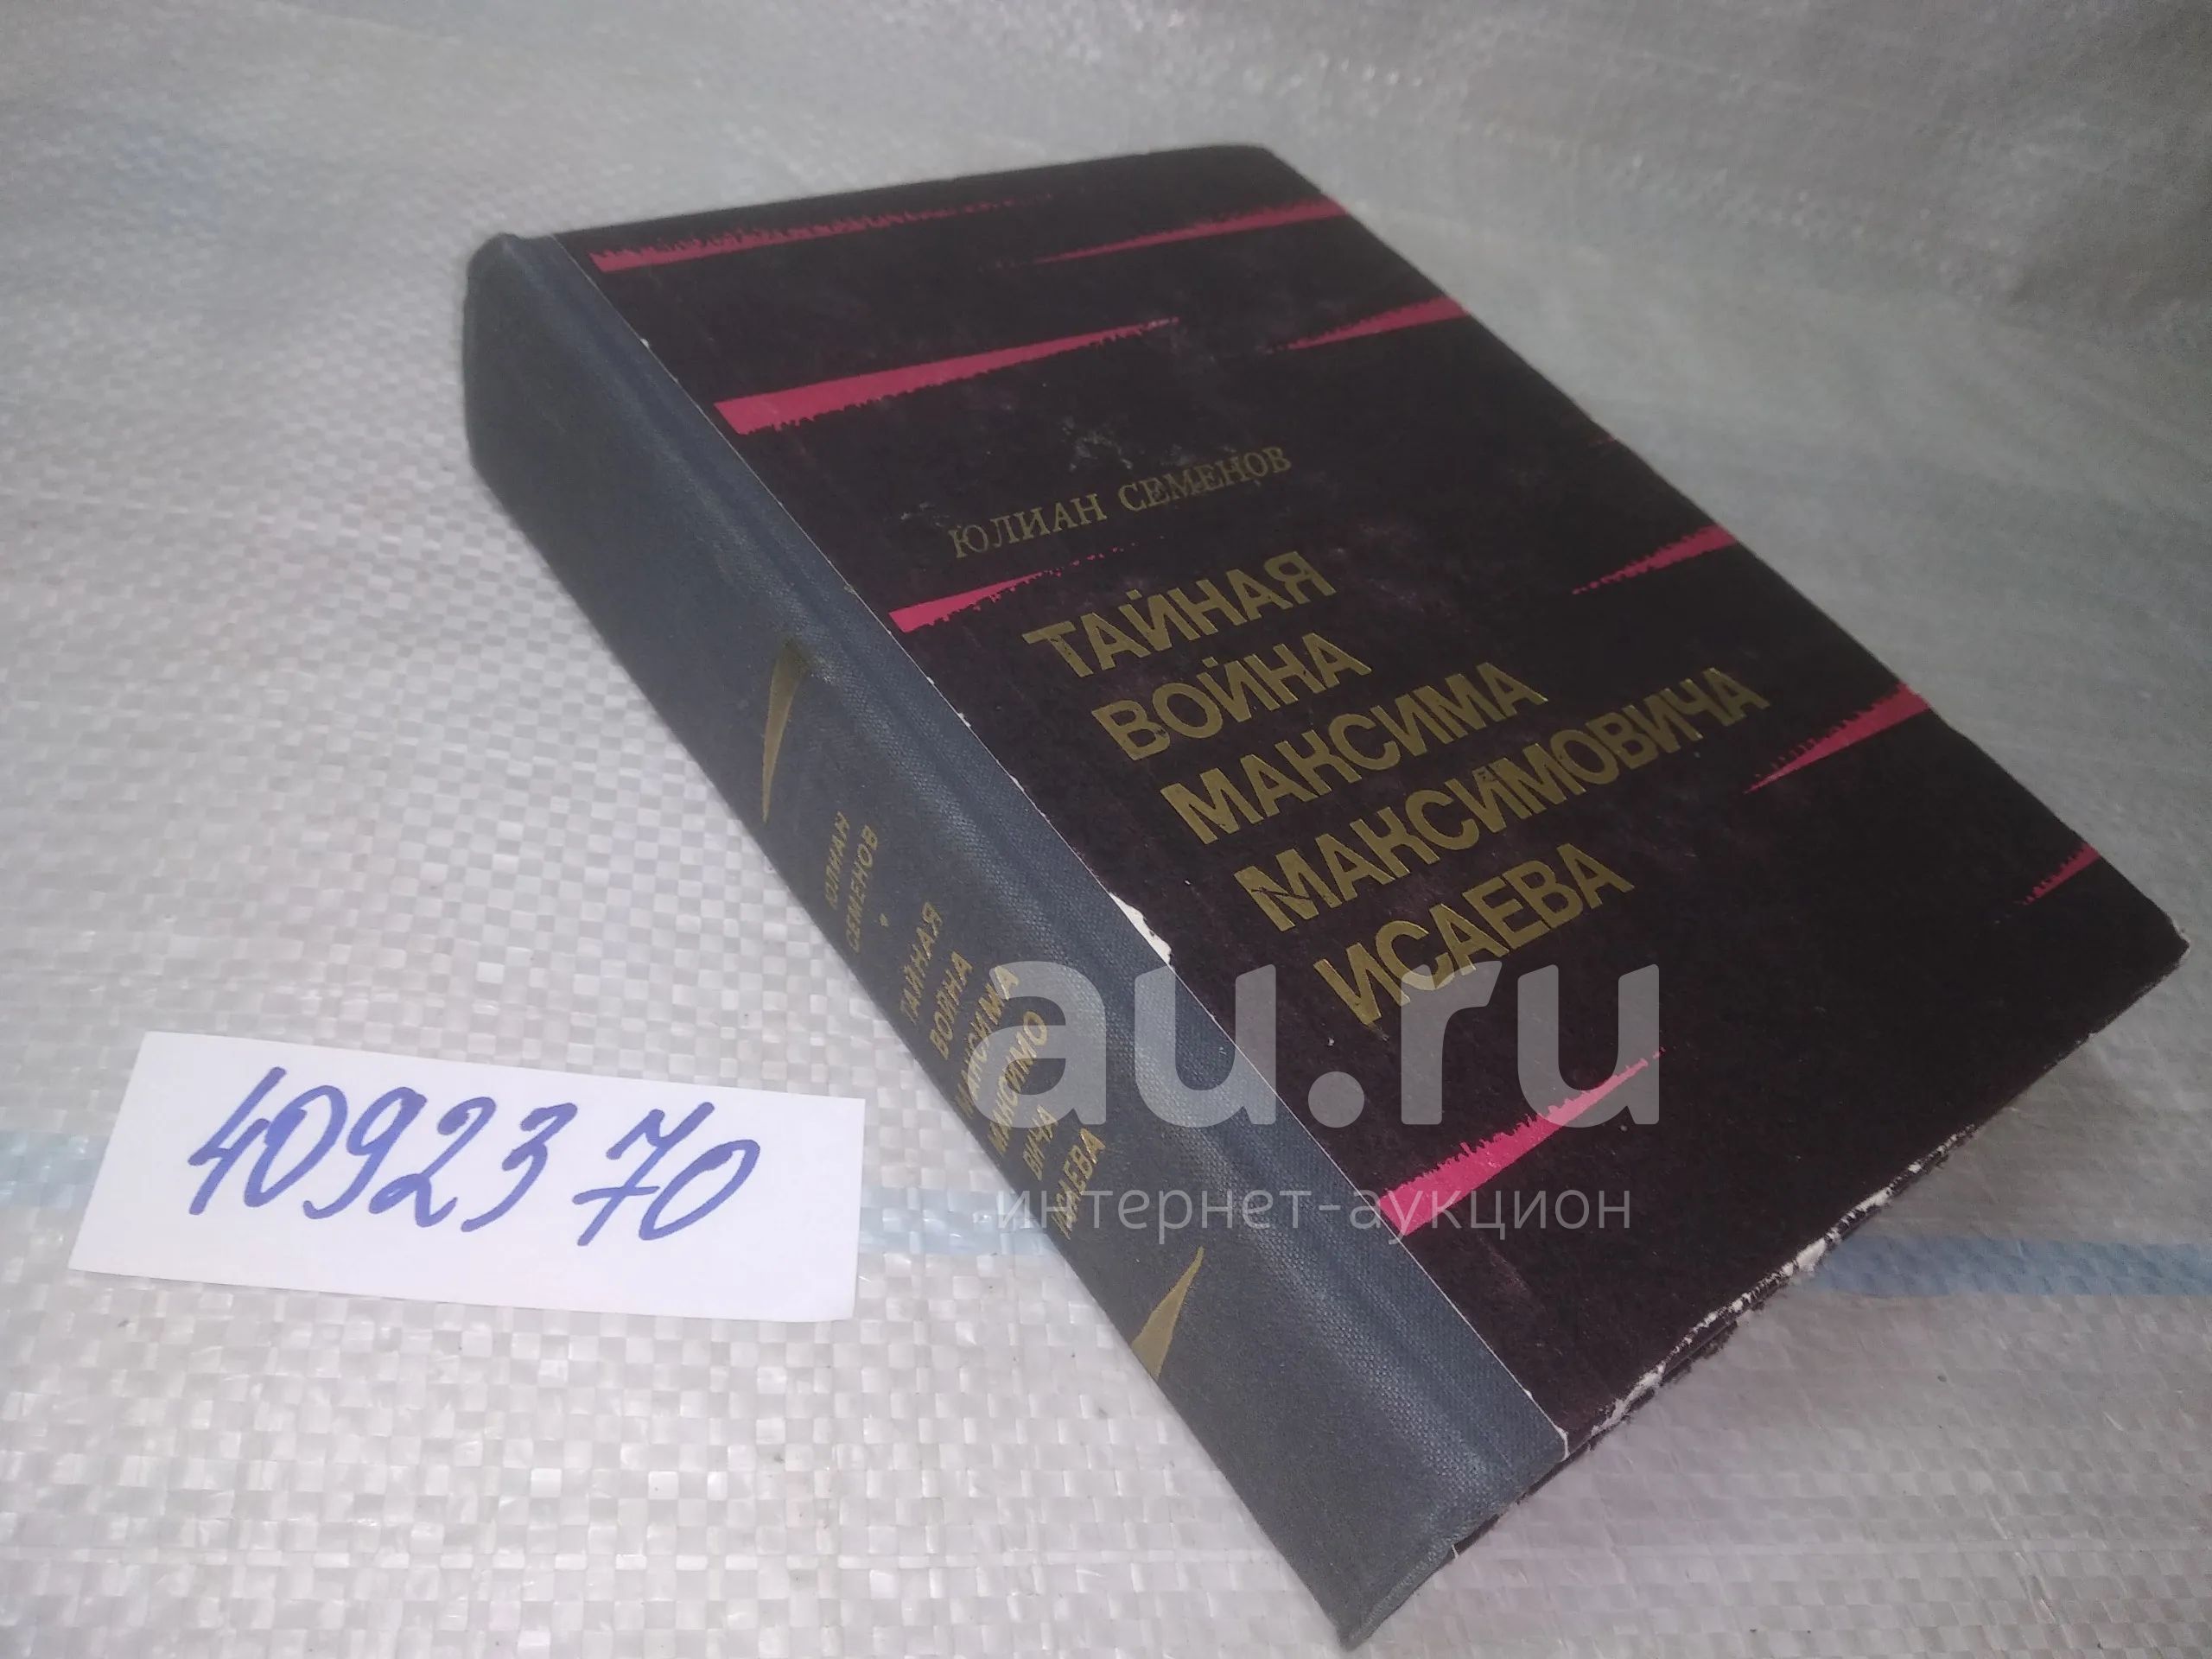 ЮЛИАН СЕМЕНОВ
ТАЙНАЯ
ВОЙНА
МАКСИМА
МАКСИМОВИЧА
ИСАЕВА
ЮЛИАН
СЕМЕНОВ
ТАЙНАЯ
ВОЙНА
МАКСИМА
МАКСИМО
ВИЧА
ИСАЕВА
4092370
au.ru
интернет-аукцион